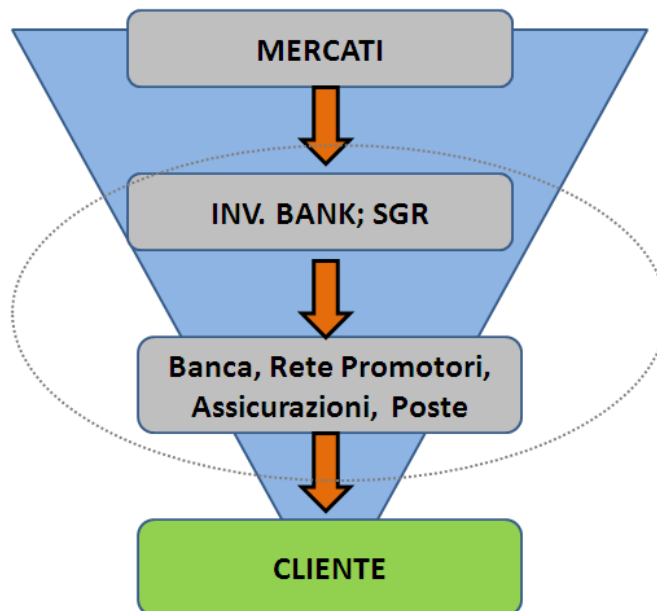 MERCATI
INV. BANK; SGR
Banca, Rete Promotori,
Assicurazioni, Poste
CLIENTE